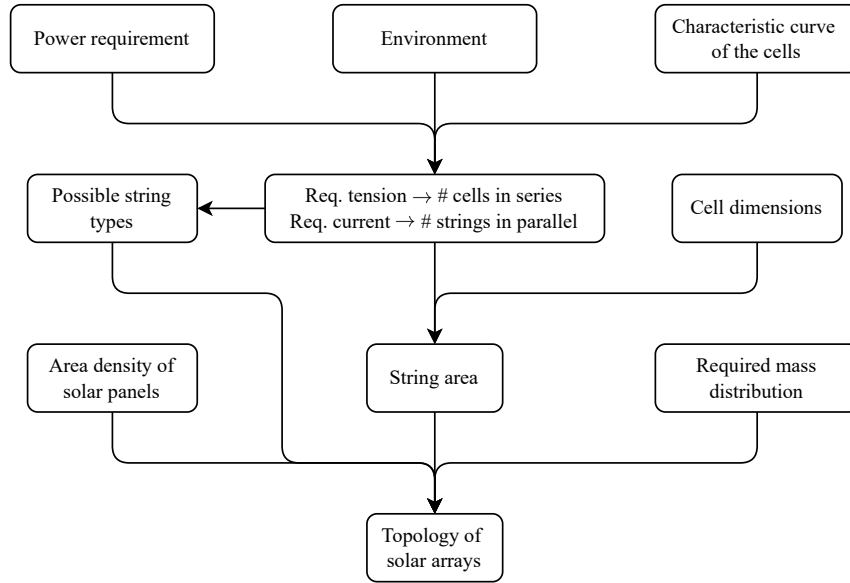 Power requirement
Environment
Characteristic curve
of the cells
Possible string
types
Req. tension → # cells in series
Req. current → # strings in parallel
Cell dimensions
Area density of
solar panels
String area
Required mass
distribution
Topology of
solar arrays